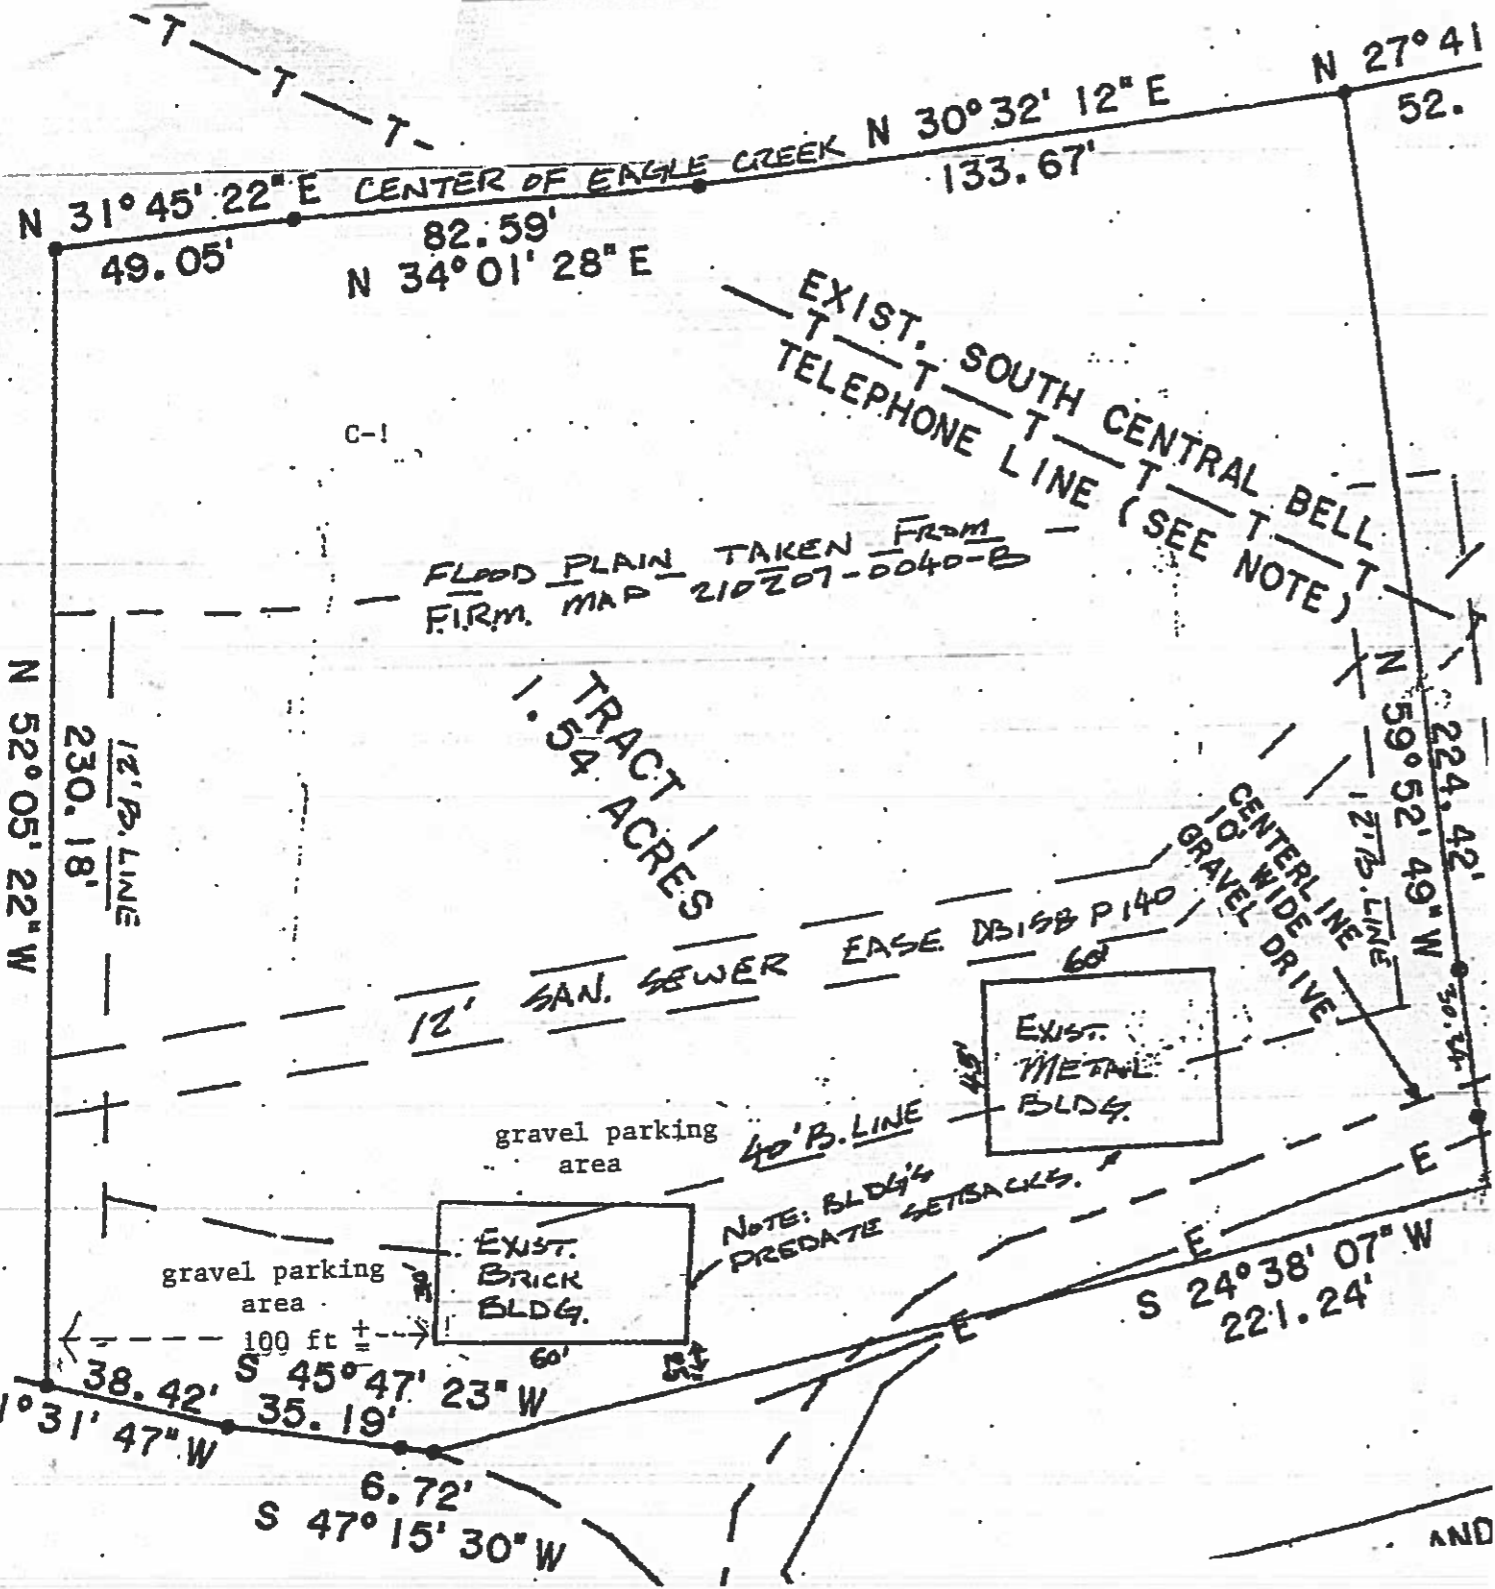 T
T
T
N 27° 41
52.
N 30° 32' 12" E
133.67'
CENTER OF EAGLE CREEK
N 31° 45' 22" E
49.05'
82.59'
N 34° 01' 28" E
EXIST. SOUTH CENTRAL BELL
T T T T T T
TELEPHONE LINE (SEE NOTE)
C-!
FLOOD PLAIN TAKEN FROM
F.I.R.M. MAP 210207-0040-B
N 52° 05' 22" W
230.18'
12' B. LINE
TRACT 1
1.54 ACRES
N 59° 52' 49" W
224.42'
12' B. LINE
CENTERLINE
10' WIDE
GRAVEL DRIVE
12' SAN. SEWER EASE. DB158 P140
60'
45'
EXIST.
METAL
BLDG.
gravel parking
area
40' B. LINE
NOTE: BLDG'S
PREDATE SETBACKS.
EXIST.
BRICK
BLDG.
60'
gravel parking
area
100 ft ±
E
E
E
S 24° 38' 07" W
221.24'
38.42'
1° 31' 47" W
S 45° 47' 23" W
35.19'
6.72'
S 47° 15' 30" W
AND